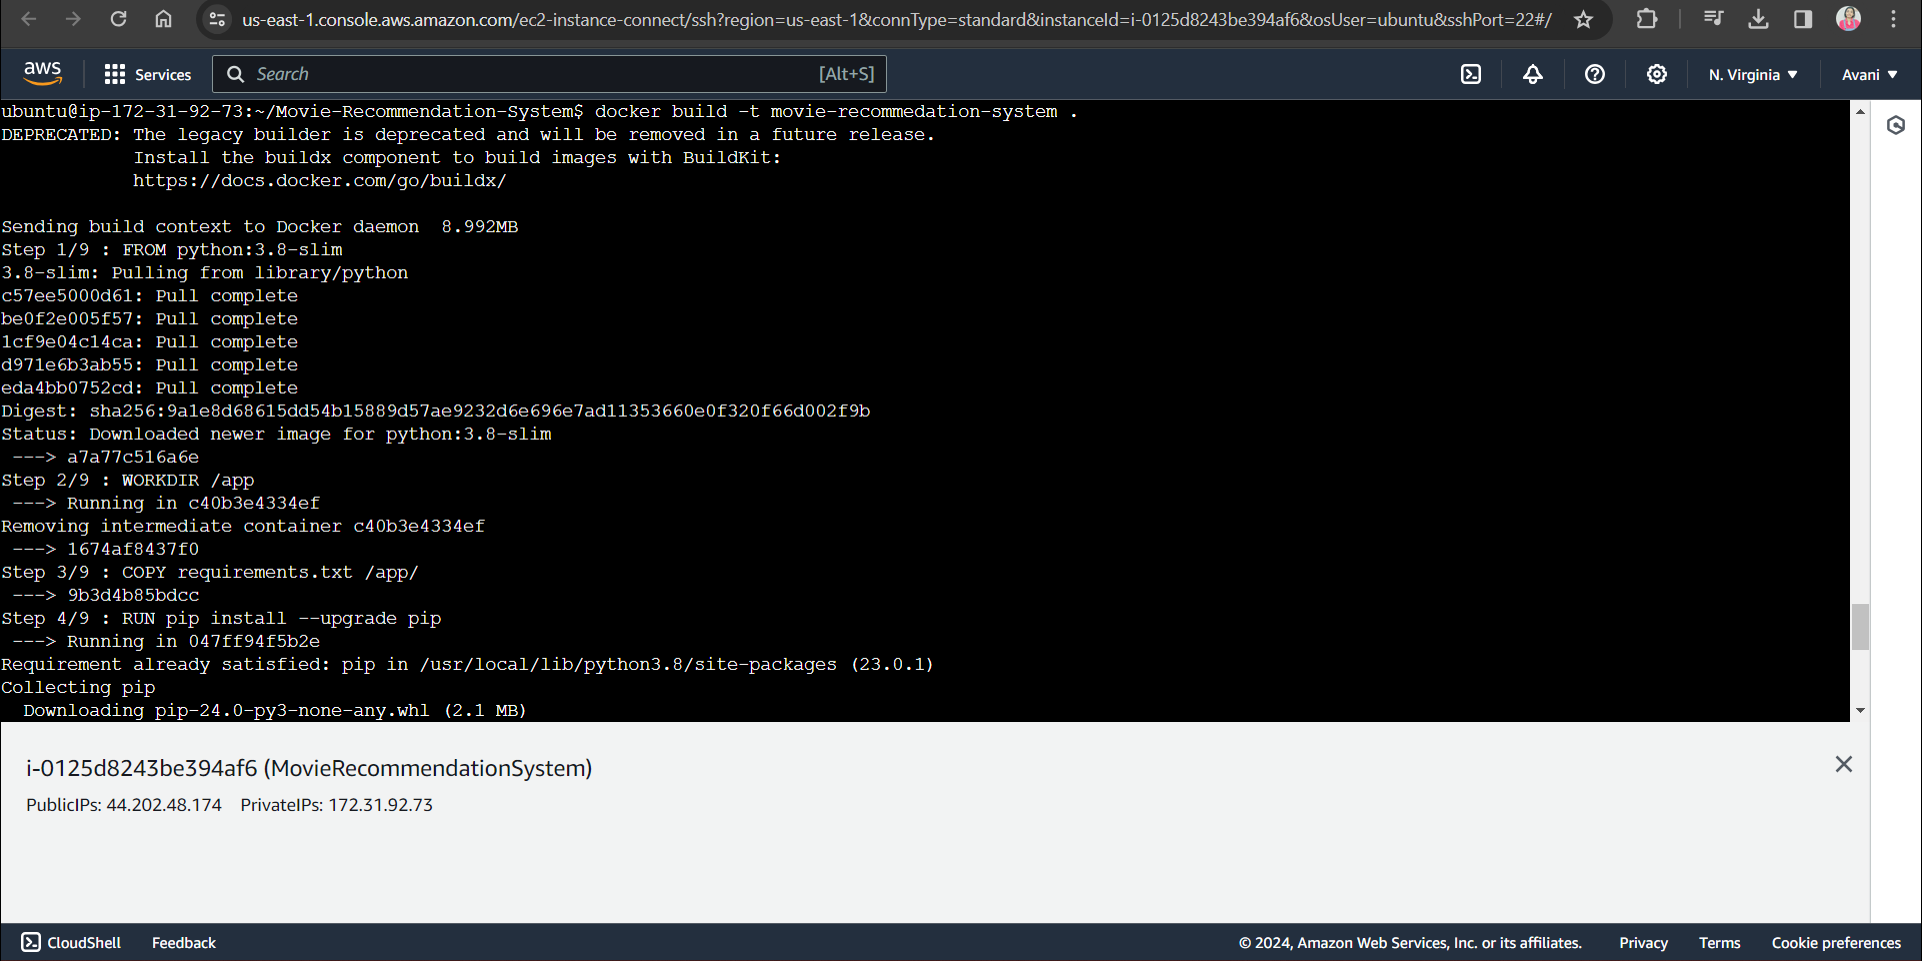 us-east-1.console.aws.amazon.com/ec2-instance-connect/ssh?region=us-east-1&connType=standard&instanceId=i-0125d8243be394af6&osUser=ubuntu&sshPort=22#/
aws Services Search [Alt+S] N. Virginia ▼ Avani ▼
ubuntu@ip-172-31-92-73:~/Movie-Recommendation-System$ docker build -t movie-recommedation-system .
DEPRECATED: The legacy builder is deprecated and will be removed in a future release.
Install the buildx component to build images with BuildKit:
https://docs.docker.com/go/buildx/
Sending build context to Docker daemon  8.992MB
Step 1/9 : FROM python:3.8-slim
3.8-slim: Pulling from library/python
c57ee5000d61: Pull complete
be0f2e005f57: Pull complete
1cf9e04c14ca: Pull complete
d971e6b3ab55: Pull complete
eda4bb0752cd: Pull complete
Digest: sha256:9a1e8d68615dd54b15889d57ae9232d6e696e7ad11353660e0f320f66d002f9b
Status: Downloaded newer image for python:3.8-slim
---> a7a77c516a6e
Step 2/9 : WORKDIR /app
---> Running in c40b3e4334ef
Removing intermediate container c40b3e4334ef
---> 1674af8437f0
Step 3/9 : COPY requirements.txt /app/
---> 9b3d4b85bdcc
Step 4/9 : RUN pip install --upgrade pip
---> Running in 047ff94f5b2e
Requirement already satisfied: pip in /usr/local/lib/python3.8/site-packages (23.0.1)
Collecting pip
Downloading pip-24.0-py3-none-any.whl (2.1 MB)
i-0125d8243be394af6 (MovieRecommendationSystem)
PublicIPs: 44.202.48.174 PrivateIPs: 172.31.92.73
CloudShell Feedback © 2024, Amazon Web Services, Inc. or its affiliates. Privacy Terms Cookie preferences